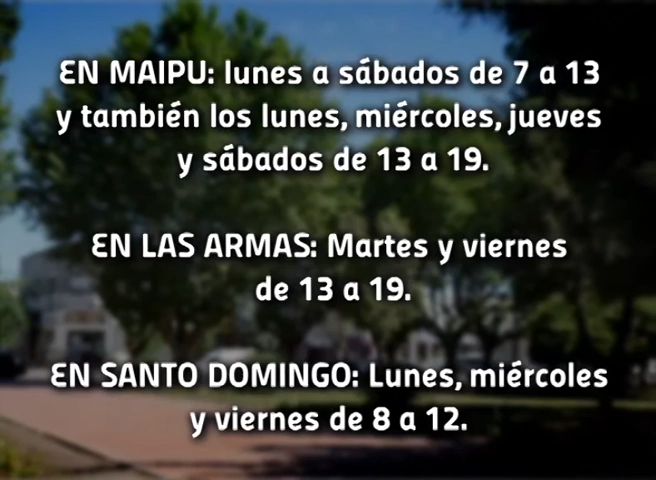 EN MAIPU: lunes a sábados de 7 a 13
y también los lunes, miércoles, jueves
y sábados de 13 a 19.
EN LAS ARMAS: Martes y viernes
de 13 a 19.
EN SANTO DOMINGO: Lunes, miércoles
y viernes de 8 a 12.